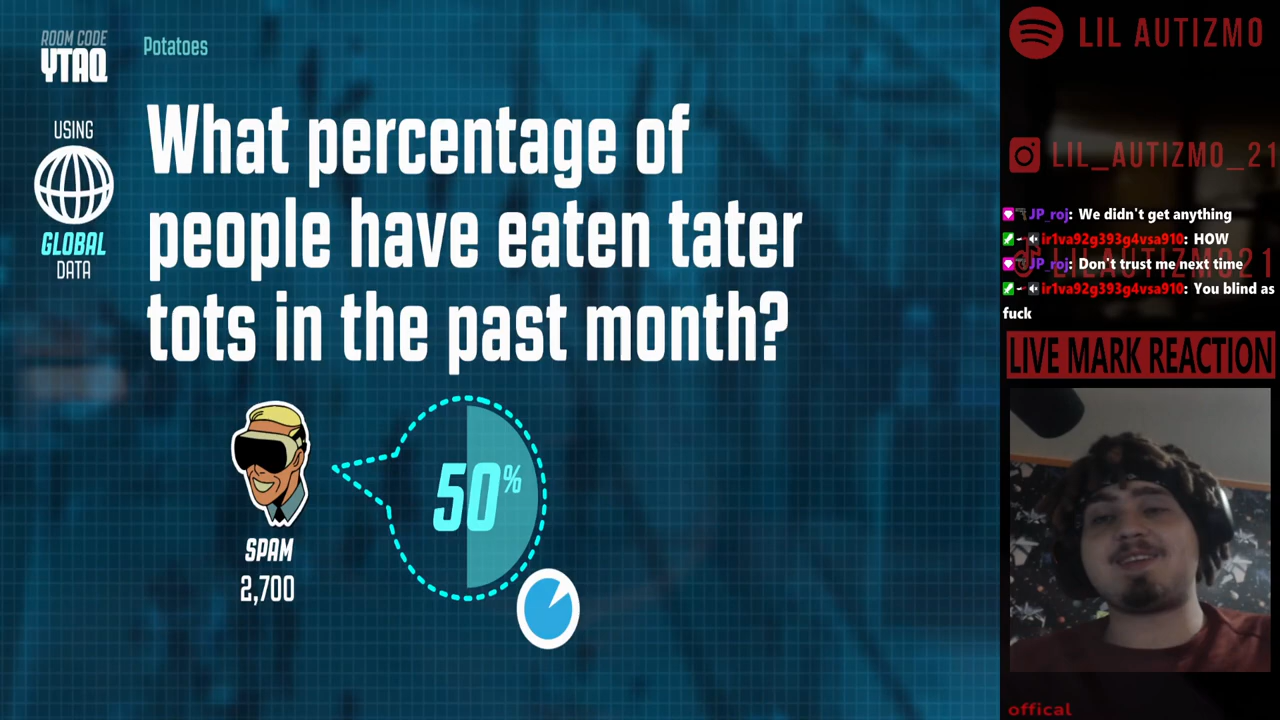 ROOM CODE
YTAQ
Potatoes
USING
GLOBAL
DATA
What percentage of
people have eaten tater
tots in the past month?
50%
SPAM
2,700
LIL AUTIZMO
LIL_AUTIZMO_21
JP_roj: We didn't get anything
ir1va92g393g4vsa910: HOW
LILAUTIZMO21
JP_roj: Don't trust me next time
ir1va92g393g4vsa910: You blind as
fuck
LIVE MARK REACTION
offical